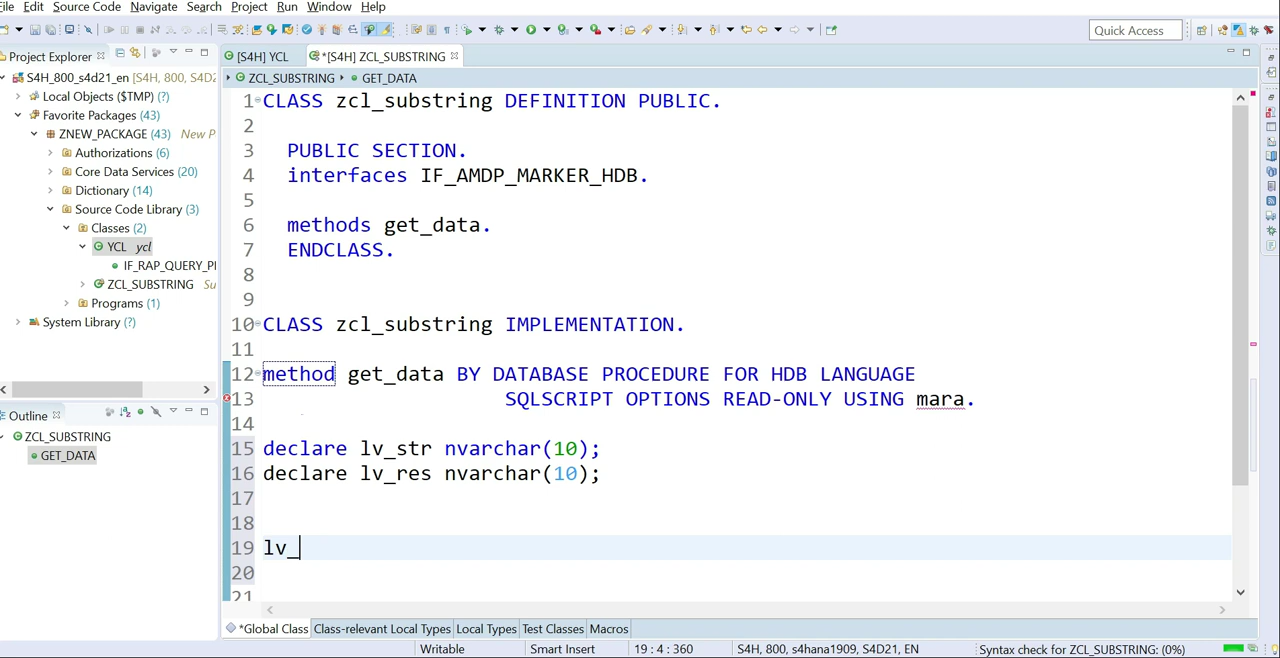 File Edit Source Code Navigate Search Project Run Window Help
Quick Access
Project Explorer
[S4H] YCL
*[S4H] ZCL_SUBSTRING
S4H_800_s4d21_en [S4H, 800, S4D2
Local Objects ($TMP) (?)
Favorite Packages (43)
ZNEW_PACKAGE (43) New P
Authorizations (6)
Core Data Services (20)
Dictionary (14)
Source Code Library (3)
Classes (2)
YCL ycl
IF_RAP_QUERY_PI
ZCL_SUBSTRING Su
Programs (1)
System Library (?)
Outline
ZCL_SUBSTRING
GET_DATA
ZCL_SUBSTRING GET_DATA
1 CLASS zcl_substring DEFINITION PUBLIC.
2
3 PUBLIC SECTION.
4 interfaces IF_AMDP_MARKER_HDB.
5
6 methods get_data.
7 ENDCLASS.
8
9
10 CLASS zcl_substring IMPLEMENTATION.
11
12 method get_data BY DATABASE PROCEDURE FOR HDB LANGUAGE
13 SQLSCRIPT OPTIONS READ-ONLY USING mara.
14
15 declare lv_str nvarchar(10);
16 declare lv_res nvarchar(10);
17
18
19 lv_
20
21
*Global Class Class-relevant Local Types Local Types Test Classes Macros
Writable Smart Insert 19 : 4 : 360 S4H, 800, s4hana1909, S4D21, EN Syntax check for ZCL_SUBSTRING: (0%)